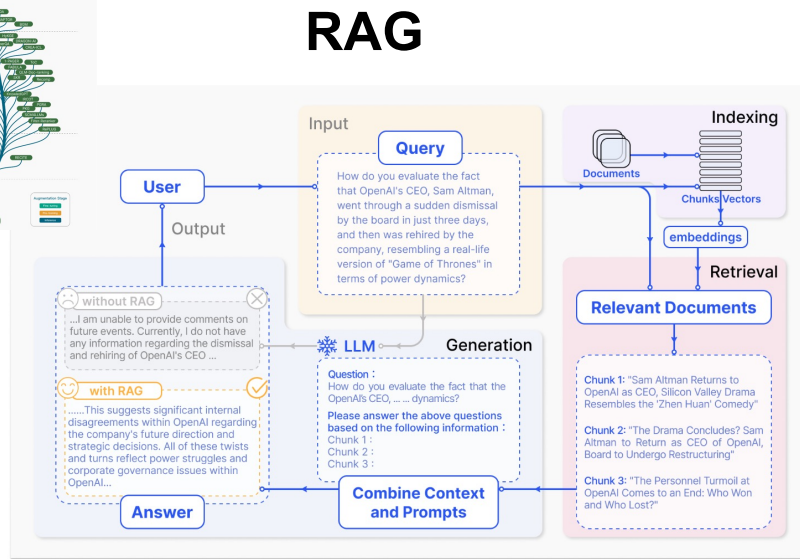 RAG
Input
Query
How do you evaluate the fact
that OpenAI's CEO, Sam Altman,
went through a sudden dismissal
by the board in just three days,
and then was rehired by the
company, resembling a real-life
version of "Game of Thrones" in
terms of power dynamics?
Indexing
Documents
Chunks Vectors
embeddings
User
Output
Retrieval
Relevant Documents
Chunk 1: "Sam Altman Returns to
OpenAI as CEO, Silicon Valley Drama
Resembles the 'Zhen Huan' Comedy"
Chunk 2: "The Drama Concludes? Sam
Altman to Return as CEO of OpenAI,
Board to Undergo Restructuring"
Chunk 3: "The Personnel Turmoil at
OpenAI Comes to an End: Who Won
and Who Lost?"
without RAG
...I am unable to provide comments on
future events. Currently, I do not have
any information regarding the dismissal
and rehiring of OpenAI's CEO ...
with RAG
......This suggests significant internal
disagreements within OpenAI regarding
the company's future direction and
strategic decisions. All of these twists
and turns reflect power struggles and
corporate governance issues within
OpenAI...
Answer
LLM
Generation
Question :
How do you evaluate the fact that the
OpenAI's CEO, ... ... dynamics?
Please answer the above questions
based on the following information :
Chunk 1 :
Chunk 2 :
Chunk 3 :
Combine Context
and Prompts
Augmentation Stage